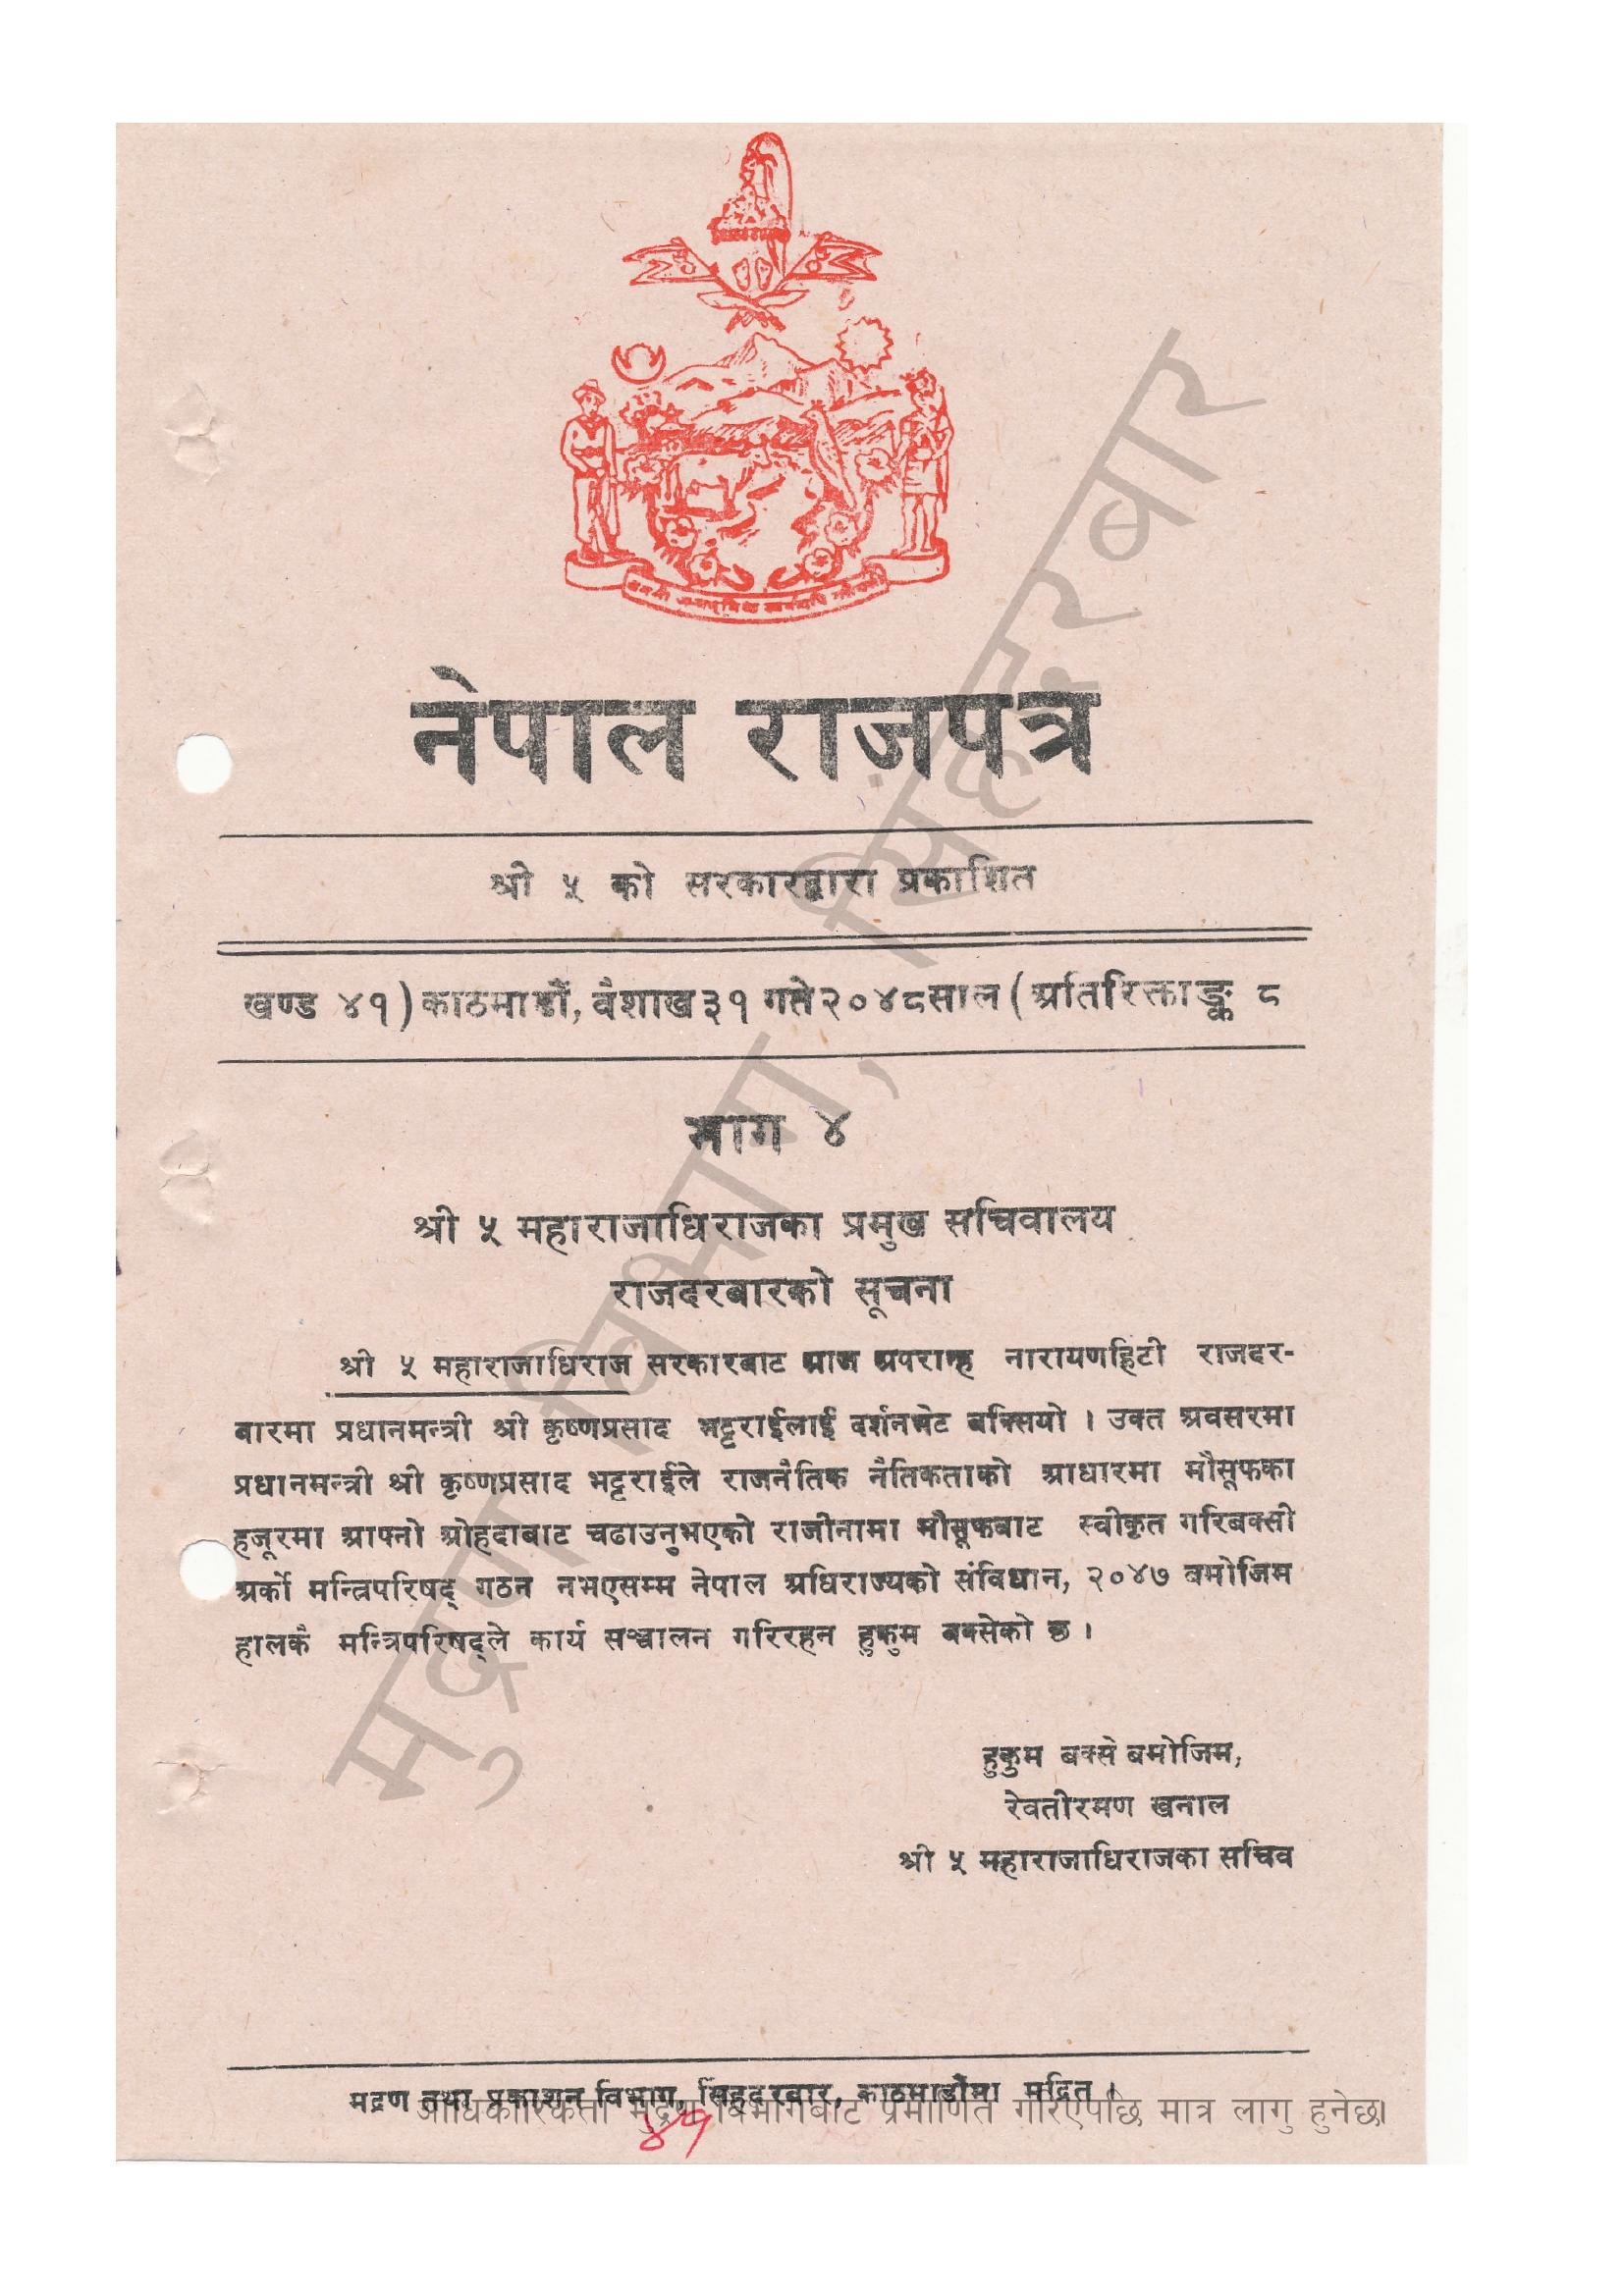 नेपाल राजपत्र
श्री ५ को सरकारद्वारा प्रकाशित
खण्ड ४१) काठमाडौं, वैशाख ३१ गते २०४८ साल (अतिरिक्ताङ्क ८
भाग ४
श्री ५ महाराजाधिराजका प्रमुख सचिवालय
राजदरबारको सूचना
श्री ५ महाराजाधिराज सरकारबाट आज अपरान्ह नारायणहिटी राजदर-
बारमा प्रधानमन्त्री श्री कृष्णप्रसाद भट्टराईलाई दर्शनभेट बक्सियो । उक्त अवसरमा
प्रधानमन्त्री श्री कृष्णप्रसाद भट्टराईले राजनैतिक नैतिकताको आधारमा मौसूफका
हजूरमा आफ्नो ओहदाबाट चढाउनुभएको राजीनामा मौसूफबाट स्वीकृत गरिबक्सी
अर्को मन्त्रिपरिषद् गठन नभएसम्म नेपाल अधिराज्यको संविधान, २०४७ बमोजिम
हालकै मन्त्रिपरिषद्ले कार्य सञ्चालन गरिरहन हुकुम बक्सेको छ ।
हुकुम बक्से बमोजिम,
रेवतीरमण खनाल
श्री ५ महाराजाधिराजका सचिव
मुद्रण तथा प्रकाशन विभाग, सिंहदरबार, काठमाडौंमा मुद्रित ।
आधिकारिकता मुद्रण विभागबाट प्रमाणित गरिएपछि मात्र लागु हुनेछ।
४१
मुद्रण विभाग, सिंहदरबार